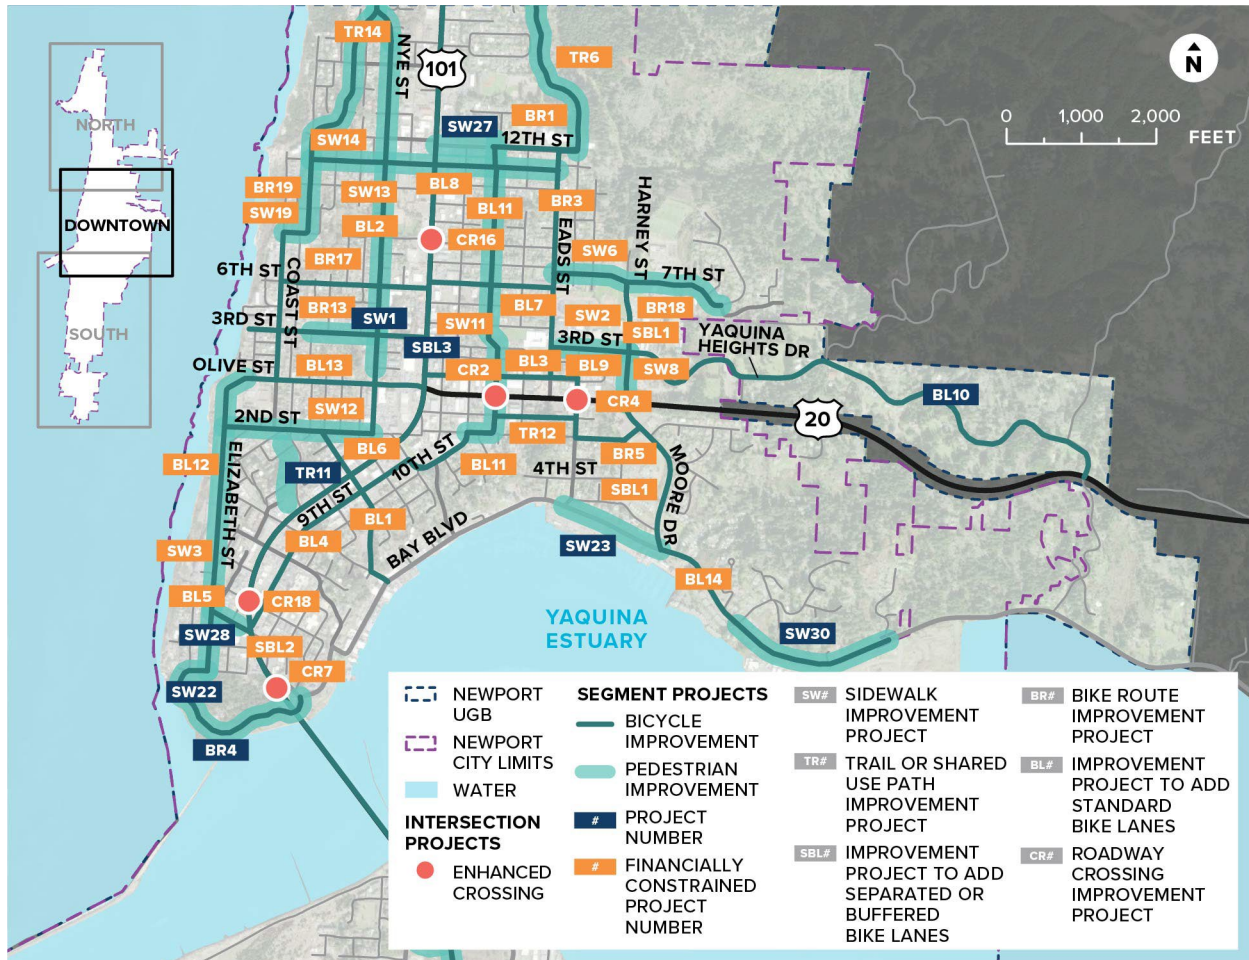 TR14
NYE ST
101
TR6
N
NORTH
DOWNTOWN
SOUTH
0 1,000 2,000
FEET
BR1
SW27
12TH ST
SW14
BR19
SW13
BL8
HARNEY ST
SW19
BL11
BR3
BL2
CR16
EADS ST
SW6
BR17
6TH ST
COAST ST
7TH ST
BR13
BL7
BR18
3RD ST
SW1
SW11
SW2
SBL1
YAQUINA
HEIGHTS DR
SBL3
3RD ST
OLIVE ST
BL13
CR2
BL3
BL9
SW8
BL10
SW12
CR4
2ND ST
20
TR12
BL6
10TH ST
BR5
ELIZABETH ST
BL12
TR11
BL11
4TH ST
MOORE DR
SBL1
9TH ST
BL1
BAY BLVD
SW3
BL4
SW23
BL14
BL5
CR18
YAQUINA
ESTUARY
SW28
SBL2
SW30
CR7
SW22
BR4
NEWPORT
UGB
NEWPORT
CITY LIMITS
WATER
INTERSECTION
PROJECTS
ENHANCED
CROSSING
SEGMENT PROJECTS
BICYCLE
IMPROVEMENT
PEDESTRIAN
IMPROVEMENT
# PROJECT
NUMBER
# FINANCIALLY
CONSTRAINED
PROJECT
NUMBER
SW# SIDEWALK
IMPROVEMENT
PROJECT
TR# TRAIL OR SHARED
USE PATH
IMPROVEMENT
PROJECT
SBL# IMPROVEMENT
PROJECT TO ADD
SEPARATED OR
BUFFERED
BIKE LANES
BR# BIKE ROUTE
IMPROVEMENT
PROJECT
BL# IMPROVEMENT
PROJECT TO ADD
STANDARD
BIKE LANES
CR# ROADWAY
CROSSING
IMPROVEMENT
PROJECT